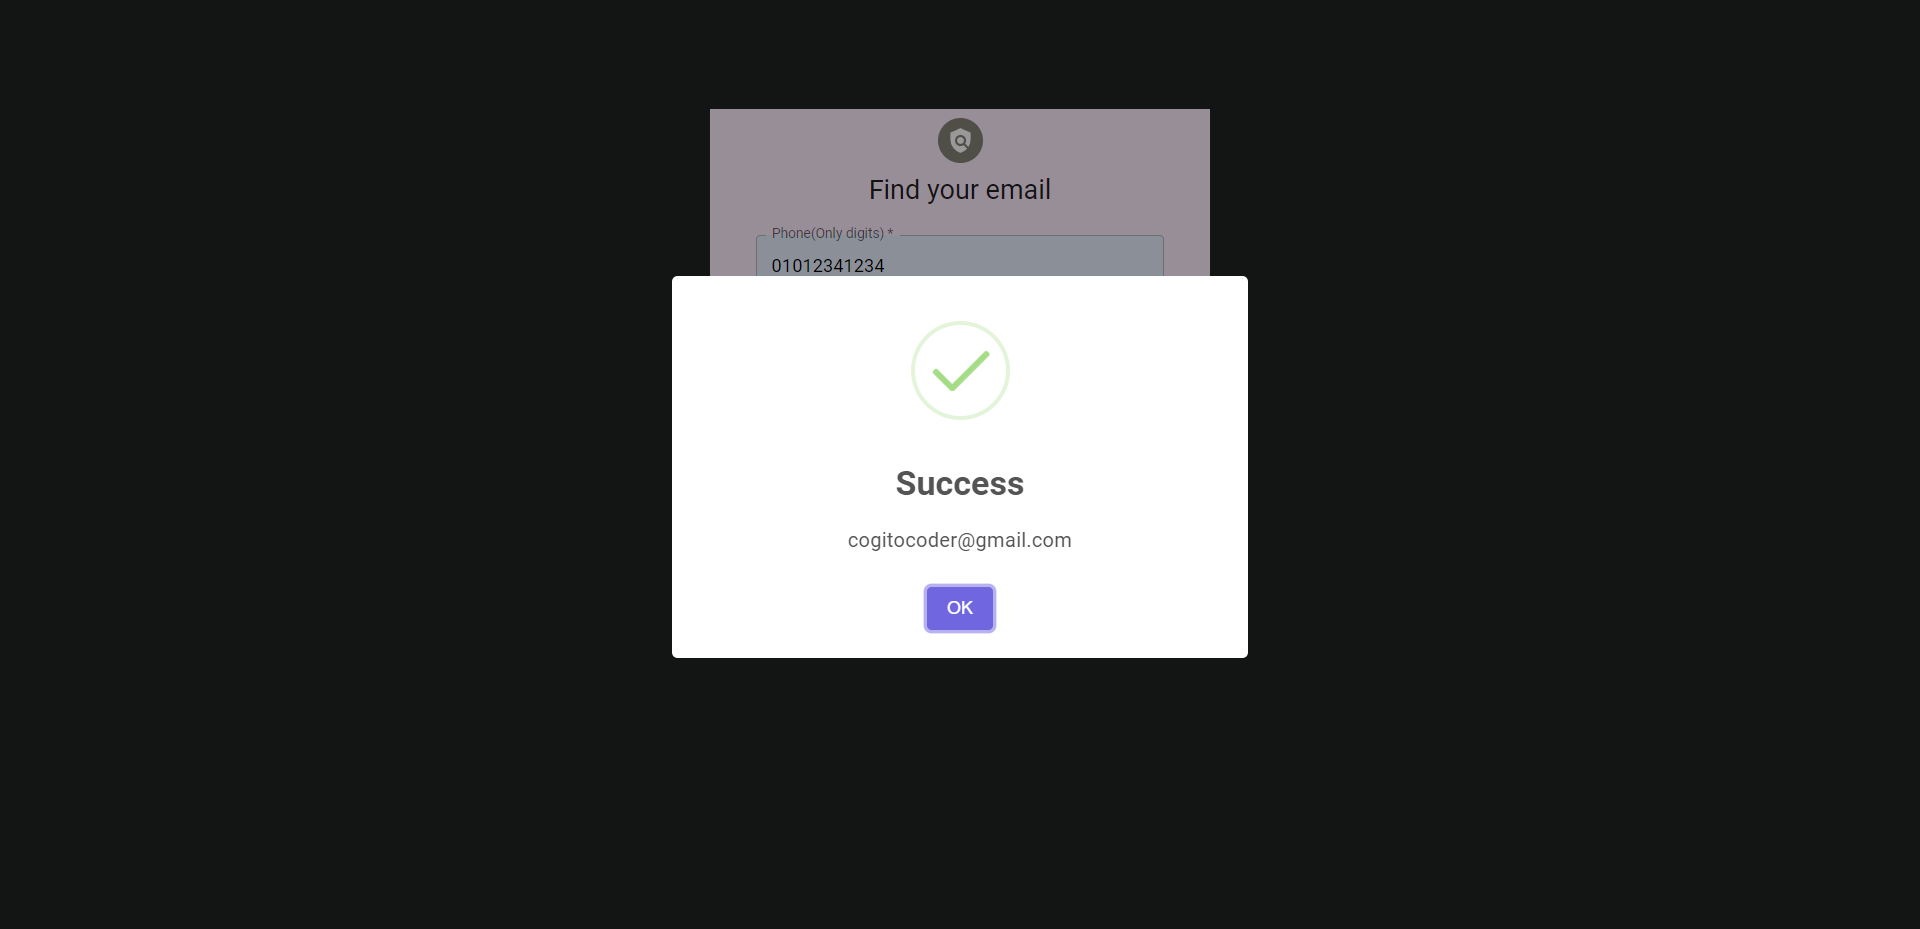 Find your email
Phone(Only digits) *
01012341234
Success
cogitocoder@gmail.com
OK